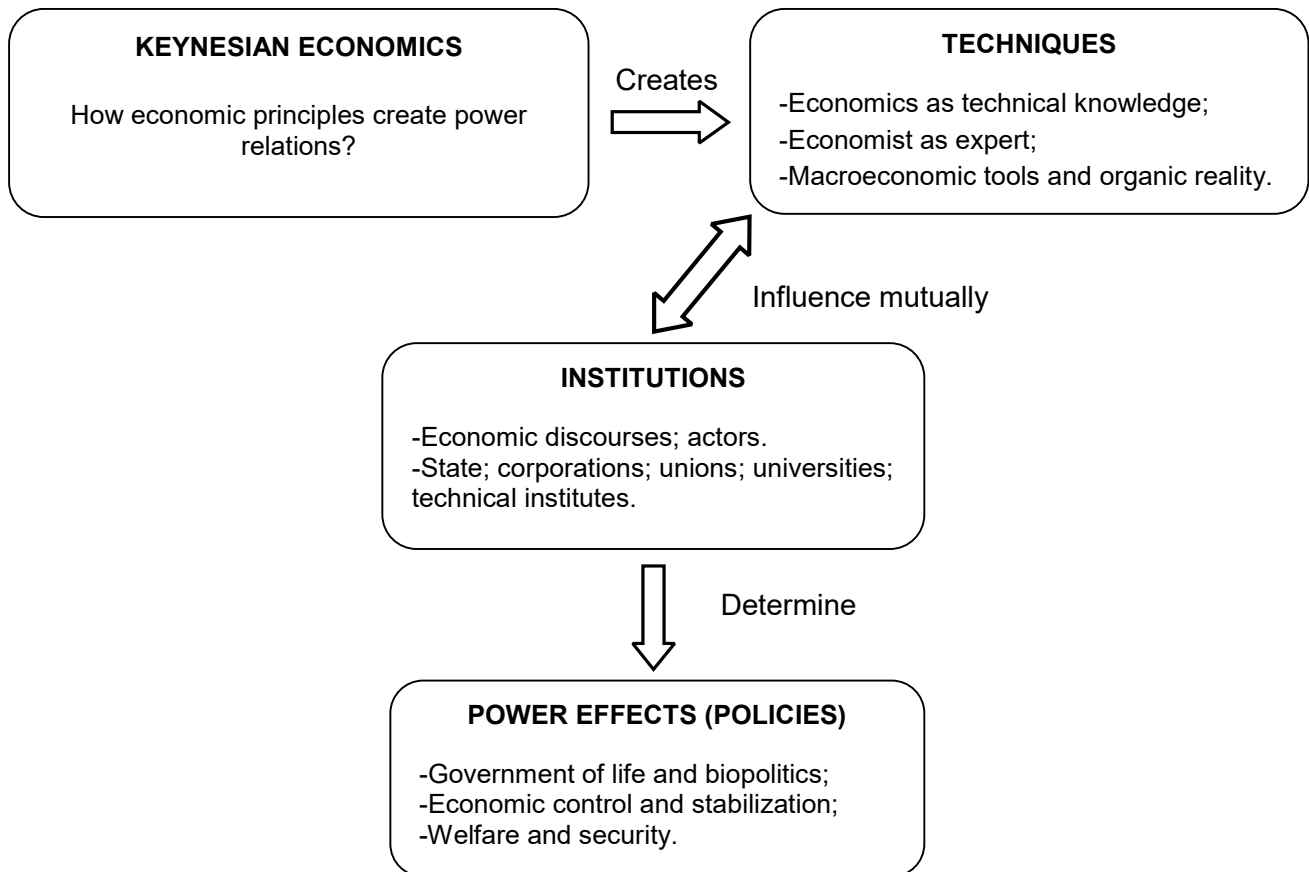 KEYNESIAN ECONOMICS
How economic principles create power
relations?
Creates
TECHNIQUES
-Economics as technical knowledge;
-Economist as expert;
-Macroeconomic tools and organic reality.
Influence mutually
INSTITUTIONS
-Economic discourses; actors.
-State; corporations; unions; universities;
technical institutes.
Determine
POWER EFFECTS (POLICIES)
-Government of life and biopolitics;
-Economic control and stabilization;
-Welfare and security.